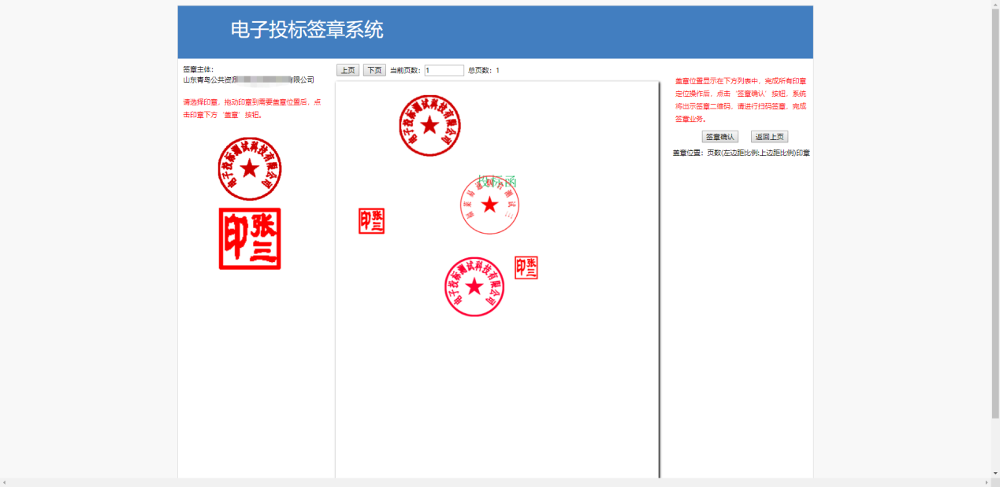 电子投标签章系统
签章主体：
山东青鸟公共资源 有限公司
请选择印章，拖动印章到需要盖章位置后，点
击印章下方‘盖章’按钮。
电子投标测试科技有限公司
张三印
上页 下页 当前页数： 1 总页数：1
电子投标测试科技有限公司
投标函
张三印
电子投标测试科技有限公司
张三印
盖章位置显示在下方列表中，完成所有印章
定位操作后，点击‘签章确认’按钮，系统
将出示签章二维码，请进行扫码签章，完成
签章业务。
签章确认 返回上页
盖章位置：页数(左边距比例;上边距比例)印章